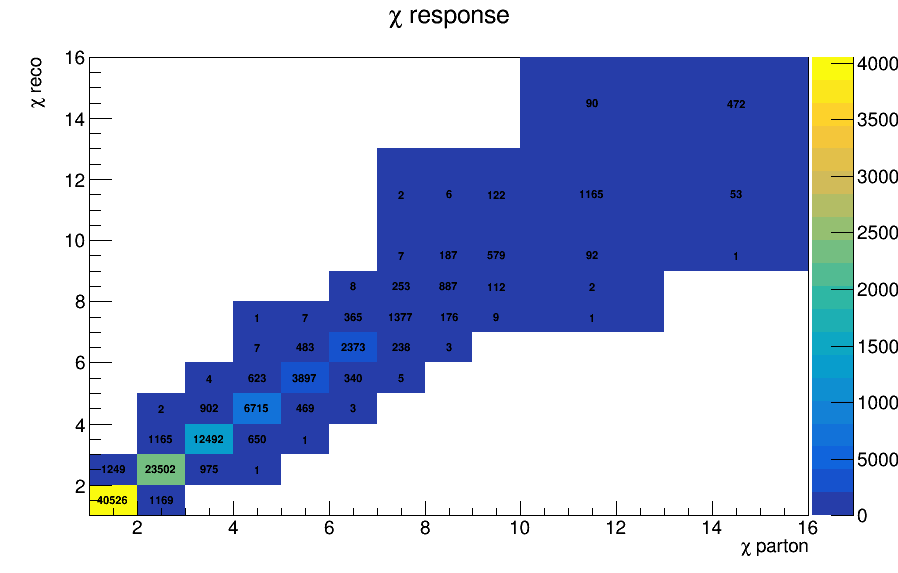 χ response
χ reco
16
14
12
10
8
6
4
2
90 472
2 6 122 1165 53
7 187 579 92 1
8 253 887 112 2
1 7 365 1377 176 9 1
7 483 2373 238 3
4 623 3897 340 5
2 902 6715 469 3
1165 12492 650 1
1249 23502 975 1
40526 1169
2 4 6 8 10 12 14 16
χ parton
4000
3500
3000
2500
2000
1500
1000
5000
0